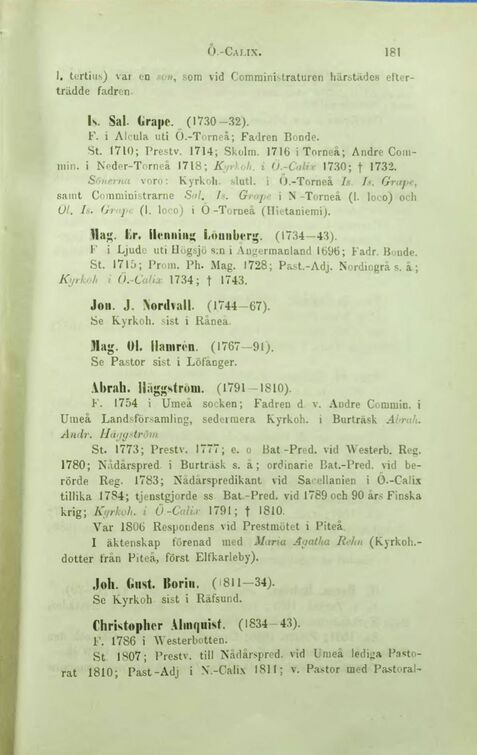 Ö.-CALIX. 181
l. tertius) var en son, som vid Comministraturen härstädes efter-
trädde fadren.
Is. Sal. Grape. (1730—32).
F. i Alcula uti Ö.-Torneå; Fadren Bonde.
St. 1710; Prestv. 1714; Skolm. 1716 i Torneå; Andre Com-
min. i Neder-Torneå 1718; Kyrkoh. i Ö.-Calix 1730; † 1732.
Sönerna voro: Kyrkoh. slutl. i Ö.-Torneå Is. Is. Grape,
samt Comministrarne Sal. Is. Grape i N.-Torneå (l. loco) och
Ol. Is. Grape (l. loco) i Ö-Torneå (Hietaniemi).
Mag. Er. Henning Lönnberg. (1734—43).
F i Ljude uti Högsjö s:n i Angermanland 1696; Fadr. Bonde.
St. 1715; Prom. Ph. Mag. 1728; Past.-Adj. Nordingrå s. å;
Kyrkoh i Ö.-Calix 1734; † 1743.
Jon. J. Nordvall. (1744—67).
Se Kyrkoh. sist i Råneå.
Mag. Ol. Hamrén. (1767—91).
Se Pastor sist i Löfånger.
Abrah. Häggström. (1791—1810).
F. 1754 i Umeå socken; Fadren d. v. Andre Commin. i
Umeå Landsförsamling, sedermera Kyrkoh. i Burträsk Abrah.
Andr. Häggström
St. 1773; Prestv. 1777; e. o Bat.-Pred. vid Westerb. Reg.
1780; Nådårspred. i Burträsk s. å; ordinarie Bat.-Pred. vid be-
rörde Reg. 1783; Nådårspredikant vid Sacellanien i Ö.-Calix
tillika 1784; tjenstgjorde ss Bat.-Pred. vid 1789 och 90 års Finska
krig; Kyrkoh. i Ö-Calix 1791; † 1810.
Var 1806 Respondens vid Prestmötet i Piteå
I äktenskap förenad med Maria Agatha Rehn (Kyrkoh.-
dotter från Piteå, först Elfkarleby).
Joh. Gust. Borin. (1811—34).
Se Kyrkoh sist i Räfsund.
Christopher Almquist. (1834—43).
F. 1786 i Westerbotten.
St 1807; Prestv. till Nådårspred. vid Umeå lediga Pasto-
rat 1810; Past-Adj i N.-Calix 1811; v. Pastor med Pastoral-